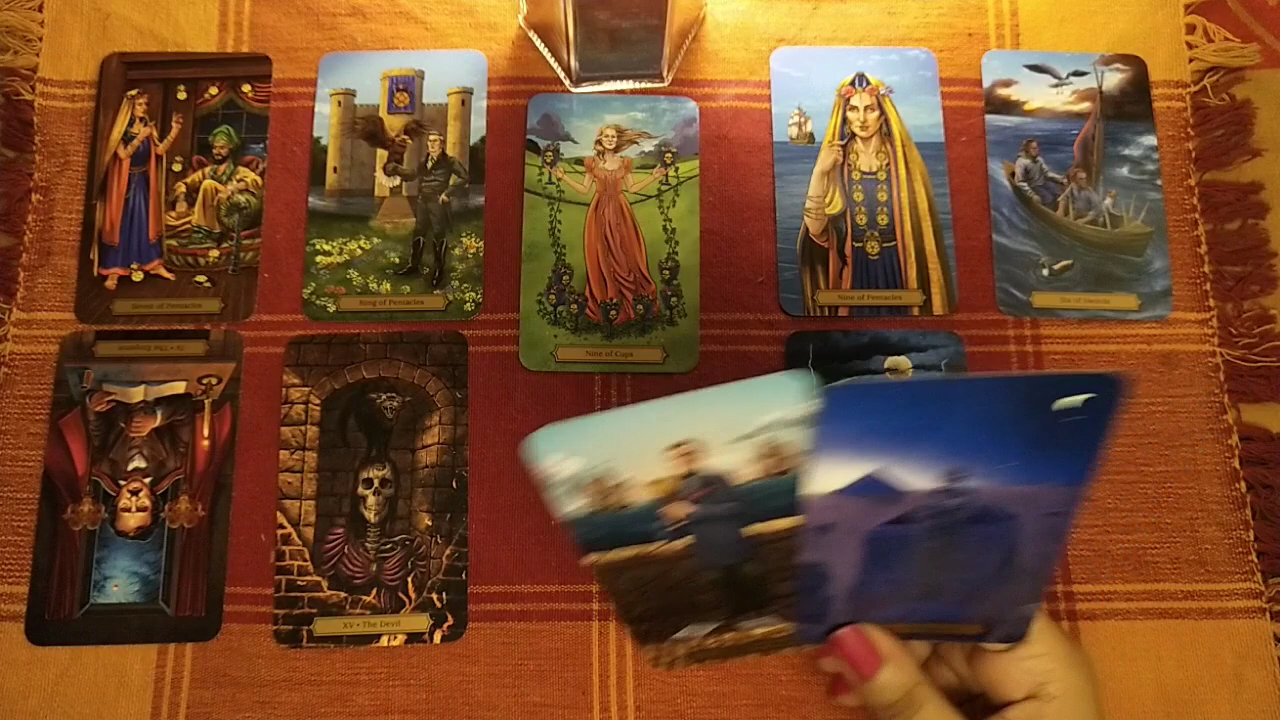 Seven of Pentacles
King of Pentacles
Nine of Cups
Nine of Pentacles
Six of Swords
IV • The Emperor
XV • The Devil